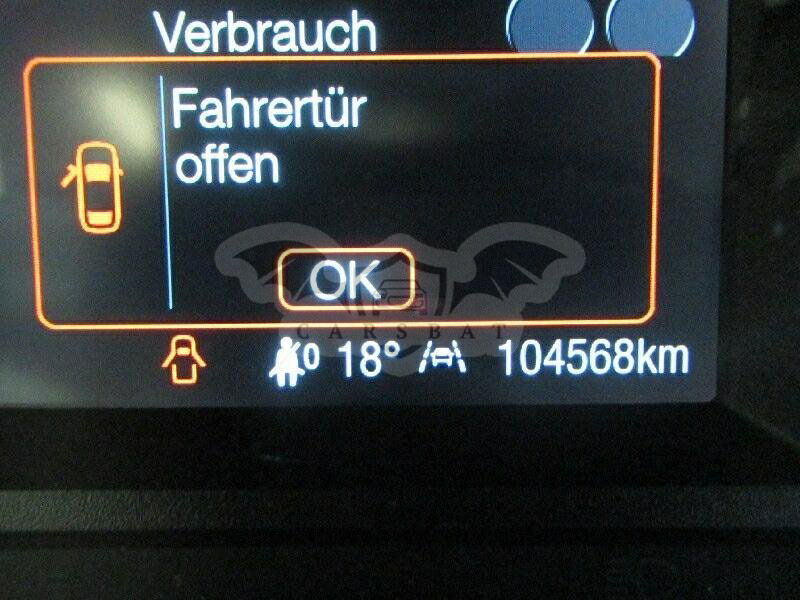 Verbrauch
Fahrertür
offen
OK
CARSBAT
0 18° 104568km